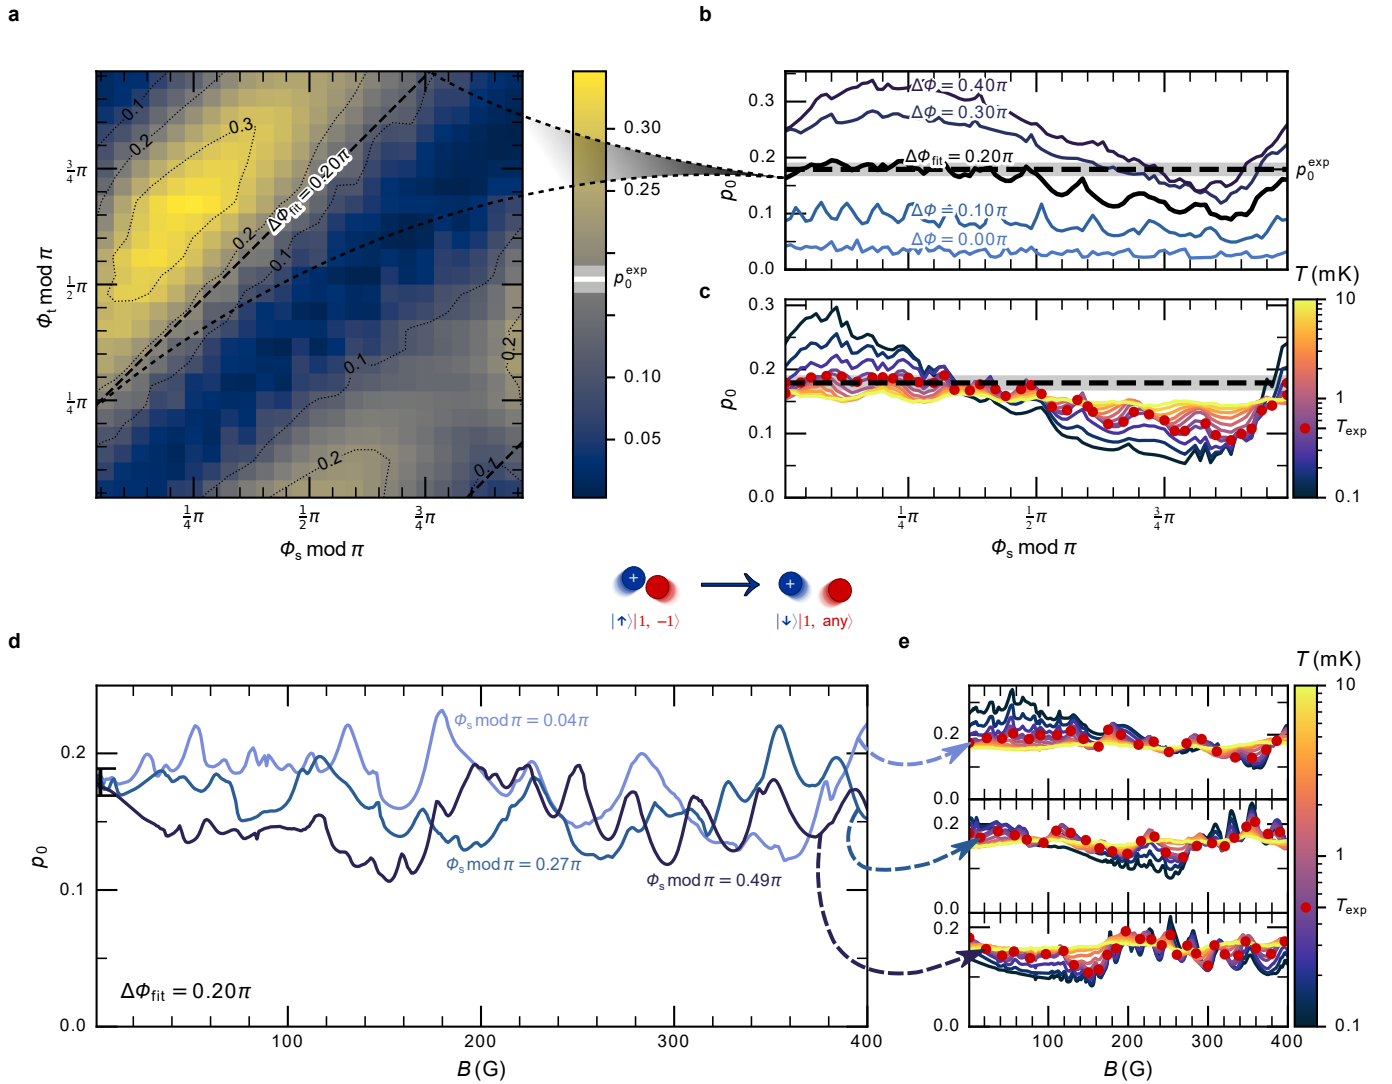 a
0.1
0.2
0.3
ΔΦfit = 0.20π
0.2
0.1
0.1
0.2
0.2
0.1
¾π
½π
¼π
Φt mod π
¼π
½π
¾π
Φs mod π
0.30
0.25
p0exp
0.10
0.05
b
0.3
0.2
0.1
0.0
p0
ΔΦ = 0.40π
ΔΦ = 0.30π
ΔΦfit = 0.20π
ΔΦ = 0.10π
ΔΦ = 0.00π
p0exp
c
0.3
0.2
0.1
0.0
p0
¼π
½π
¾π
Φs mod π
T (mK)
10
1
Texp
0.1
+
+
|↑⟩|1, −1⟩
|↓⟩|1, any⟩
d
0.2
0.1
0.0
p0
Φs mod π = 0.04π
Φs mod π = 0.27π
Φs mod π = 0.49π
ΔΦfit = 0.20π
100
200
300
400
B (G)
e
0.2
0.0
0.2
0.0
0.2
0.0
100
200
300
400
B (G)
T (mK)
10
1
Texp
0.1